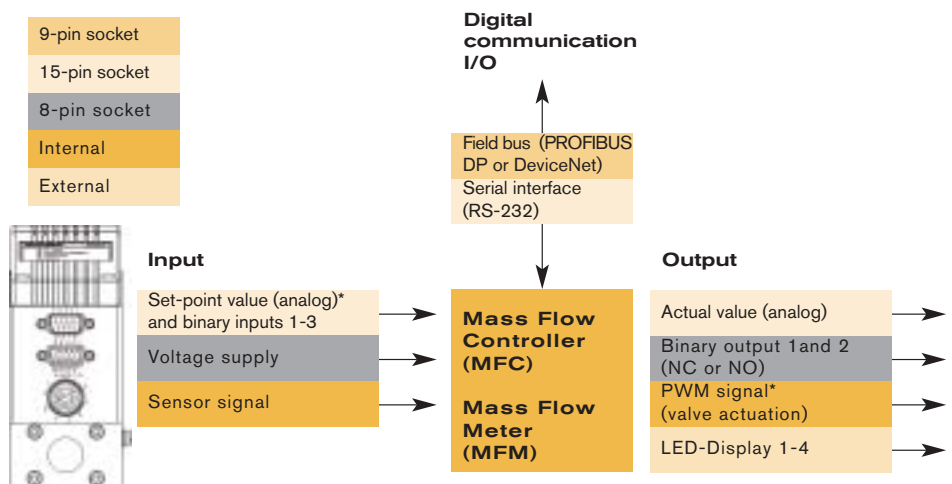 9-pin socket
15-pin socket
8-pin socket
Internal
External
Digital
communication
I/O
Field bus (PROFIBUS
DP or DeviceNet)
Serial interface
(RS-232)
Input
Set-point value (analog)*
and binary inputs 1-3
Voltage supply
Sensor signal
Mass Flow
Controller
(MFC)
Mass Flow
Meter
(MFM)
Output
Actual value (analog)
Binary output 1and 2
(NC or NO)
PWM signal*
(valve actuation)
LED-Display 1-4